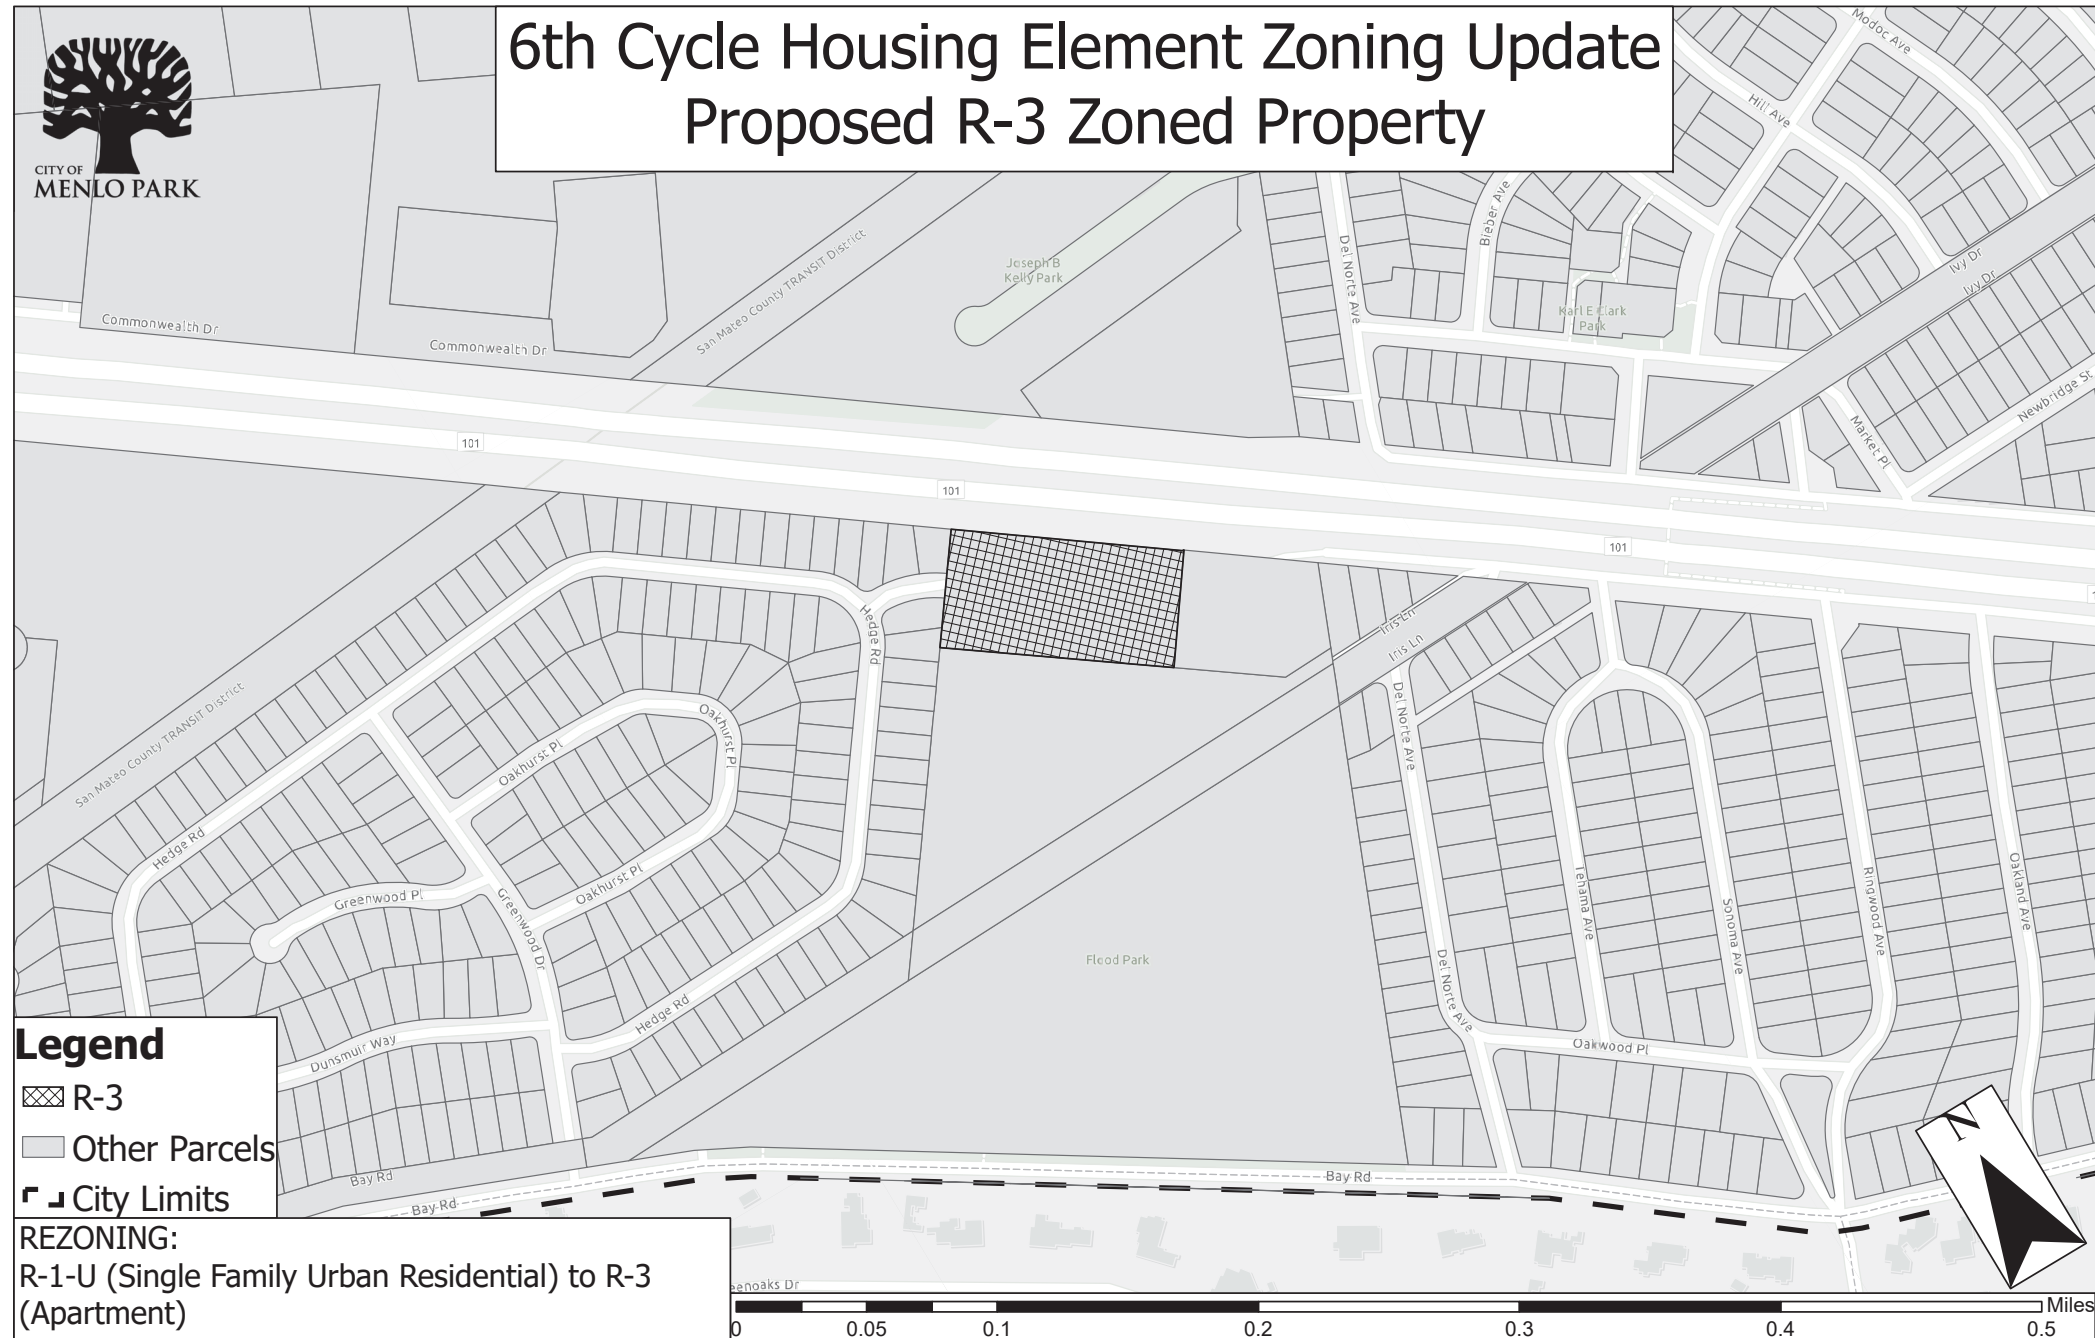 6th Cycle Housing Element Zoning Update
Proposed R-3 Zoned Property
CITY OF
MENLO PARK
Modoc Ave
Hill Ave
Bieber Ave
Del Norte Ave
Joseph B
Kelly Park
San Mateo County TRANSIT District
Karl E Clark
Park
Ivy Dr
Ivy Dr
Newbridge St
Market Pl
Commonwealth Dr
Commonwealth Dr
101
101
101
Hedge Rd
Iris Ln
Iris Ln
Del Norte Ave
San Mateo County TRANSIT District
Oakhurst Pl
Oakhurst Pl
Hedge Rd
Greenwood Pl
Oakhurst Pl
Greenwood Dr
Tehama Ave
Sonoma Ave
Ringwood Ave
Oakland Ave
Flood Park
Del Norte Ave
Hedge Rd
Dunsmuir Way
Oakwood Pl
Bay Rd
Bay Rd
Bay Rd
N
Legend
R-3
Other Parcels
City Limits
REZONING:
R-1-U (Single Family Urban Residential) to R-3
(Apartment)
eenoaks Dr
Miles
0 0.05 0.1 0.2 0.3 0.4 0.5